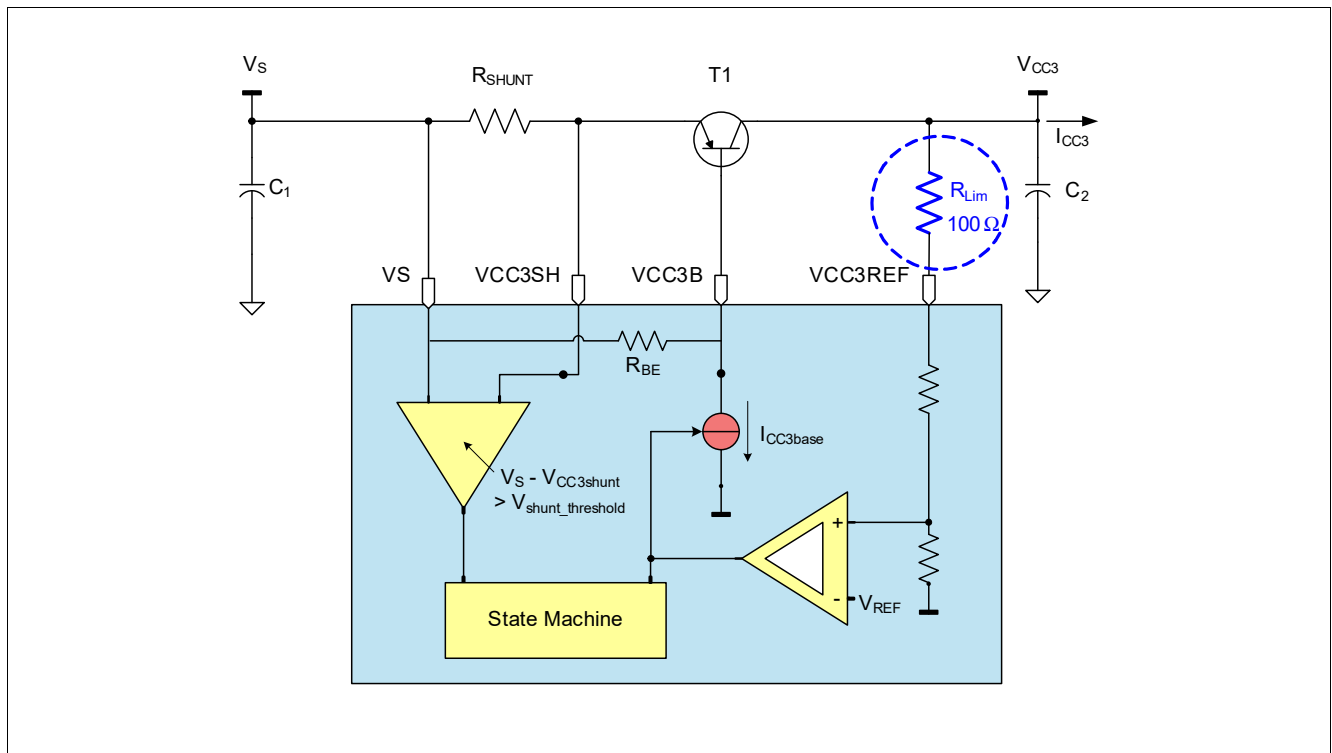 VS
RSHUNT
T1
VCC3
ICC3
C1
RLim
100 Ω
C2
VS
VCC3SH
VCC3B
VCC3REF
RBE
ICC3base
VS - VCC3shunt
> Vshunt_threshold
+
-
VREF
State Machine